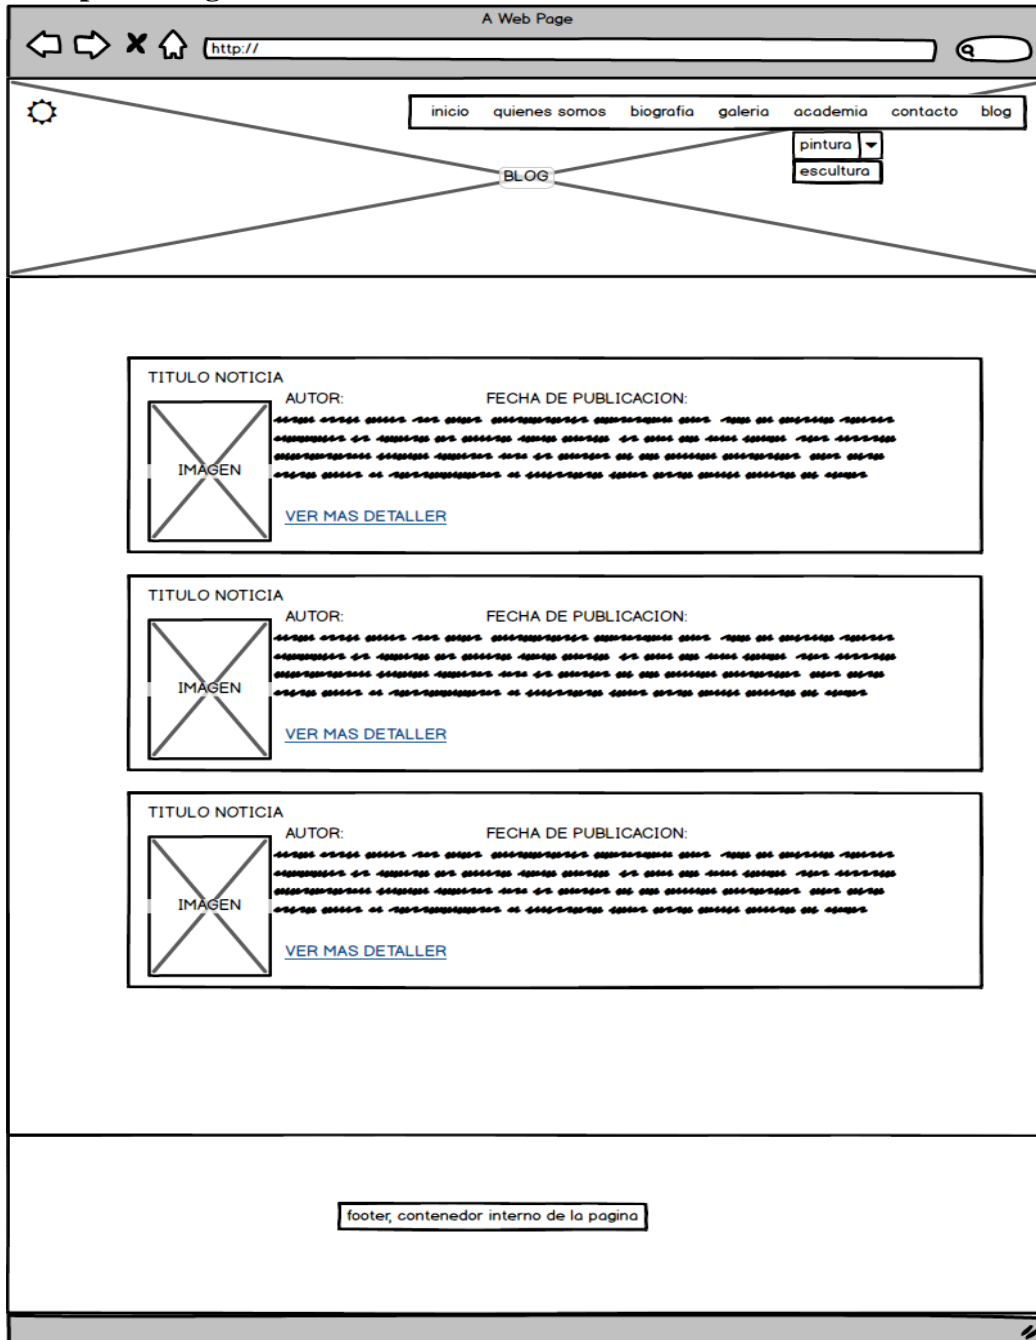 A Web Page
http://
inicio quienes somos biografia galeria academia contacto blog
pintura
escultura
BLOG
TITULO NOTICIA
AUTOR: FECHA DE PUBLICACION:
IMAGEN
VER MAS DETALLER
TITULO NOTICIA
AUTOR: FECHA DE PUBLICACION:
IMAGEN
VER MAS DETALLER
TITULO NOTICIA
AUTOR: FECHA DE PUBLICACION:
IMAGEN
VER MAS DETALLER
footer, contenedor interno de la pagina